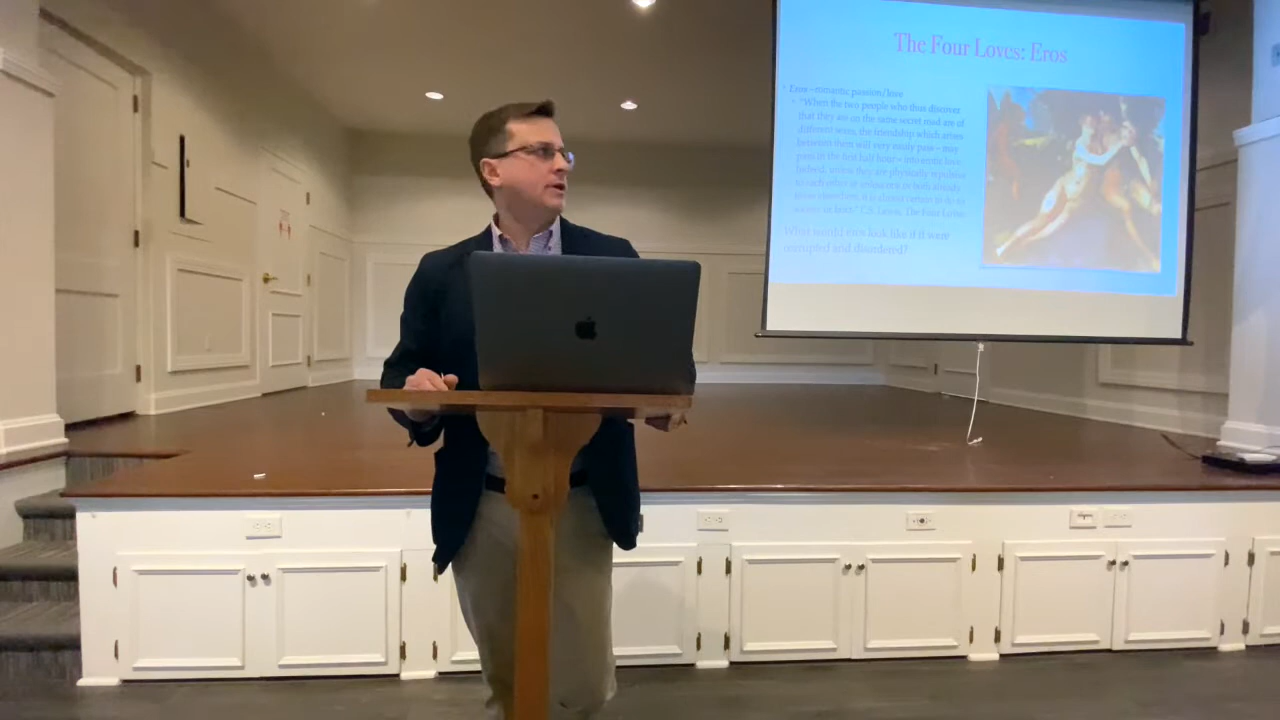 The Four Loves: Eros
Eros – romantic passion/love
"When the two people who thus discover
that they are on the same secret road are of
different sexes, the friendship which arises
between them will very easily pass – may
pass in the first half hour – into erotic love.
Indeed, unless they are physically repulsive
to each other or unless one or both already
loves elsewhere, it is almost certain to do so
sooner or later." C.S. Lewis, The Four Loves
What would eros look like if it were
corrupted and disordered?